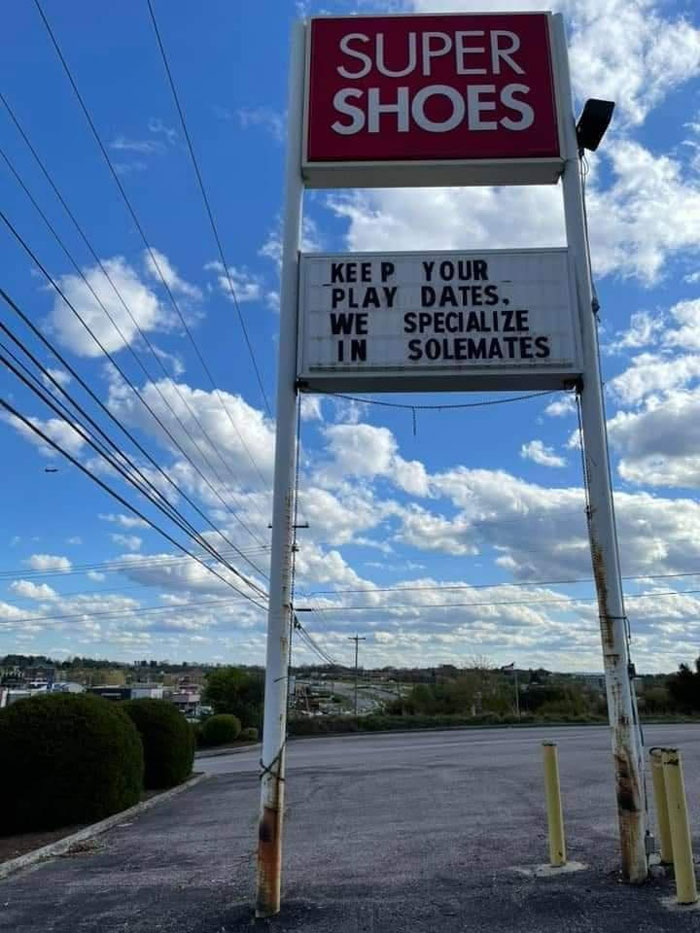 SUPER
SHOES
KEEP YOUR
PLAY DATES,
WE SPECIALIZE
IN SOLEMATES